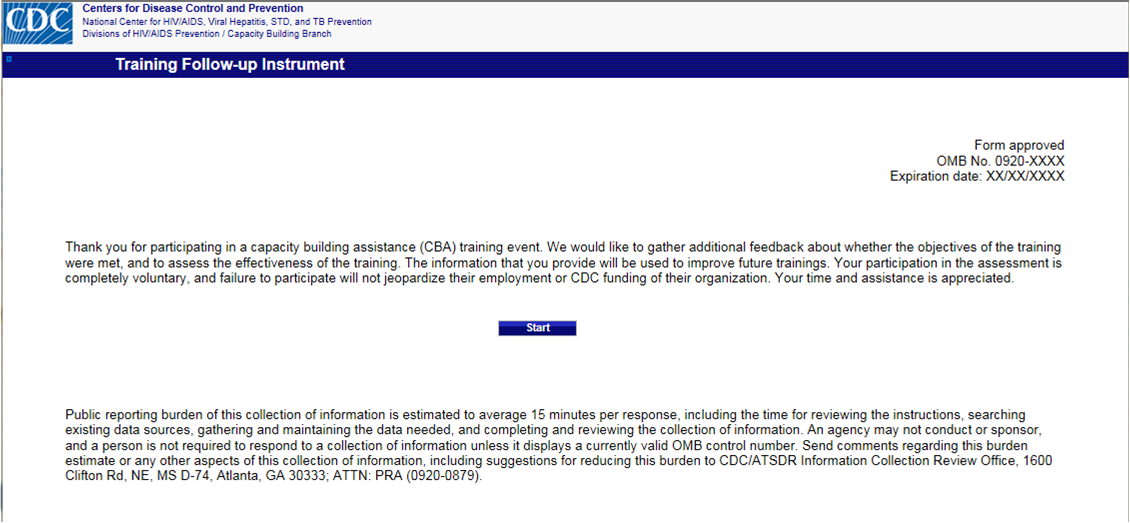 CDC
Centers for Disease Control and Prevention
National Center for HIV/AIDS, Viral Hepatitis, STD, and TB Prevention
Divisions of HIV/AIDS Prevention / Capacity Building Branch
Training Follow-up Instrument
Form approved
OMB No. 0920-XXXX
Expiration date: XX/XX/XXXX
Thank you for participating in a capacity building assistance (CBA) training event. We would like to gather additional feedback about whether the objectives of the training
were met, and to assess the effectiveness of the training. The information that you provide will be used to improve future trainings. Your participation in the assessment is
completely voluntary, and failure to participate will not jeopardize their employment or CDC funding of their organization. Your time and assistance is appreciated.
Start
Public reporting burden of this collection of information is estimated to average 15 minutes per response, including the time for reviewing the instructions, searching
existing data sources, gathering and maintaining the data needed, and completing and reviewing the collection of information. An agency may not conduct or sponsor,
and a person is not required to respond to a collection of information unless it displays a currently valid OMB control number. Send comments regarding this burden
estimate or any other aspects of this collection of information, including suggestions for reducing this burden to CDC/ATSDR Information Collection Review Office, 1600
Clifton Rd, NE, MS D-74, Atlanta, GA 30333; ATTN: PRA (0920-0879).